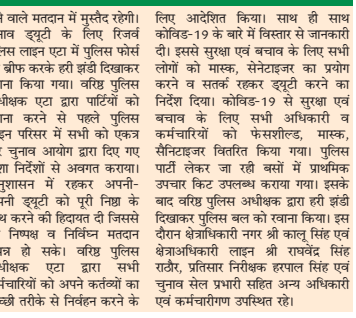 वाले मतदान में मुस्तैद रहेगी।
ड्यूटी के लिए रिजर्व
लाइन एटा में पुलिस फोर्स
ब्रीफ करके हरी झंडी दिखाकर
किया गया। वरिष्ठ पुलिस
एटा द्वारा पार्टियों को
करने से पहले पुलिस
परिसर में सभी को एकत्र
चुनाव आयोग द्वारा दिए गए
निर्देशों से अवगत कराया।
में रहकर अपनी-
ड्यूटी को पूरी निष्ठा के
करने की हिदायत दी जिससे
निष्पक्ष व निर्विघ्न मतदान
हो सके। वरिष्ठ पुलिस
एटा द्वारा सभी
को अपने कर्तव्यों का
तरीके से निर्वहन करने के
लिए आदेशित किया। साथ ही साथ
कोविड-19 के बारे में विस्तार से जानकारी
दी। इससे सुरक्षा एवं बचाव के लिए सभी
लोगों को मास्क, सेनेटाइजर का प्रयोग
करने व सतर्क रहकर ड्यूटी करने का
निर्देश दिया। कोविड-19 से सुरक्षा एवं
बचाव के लिए सभी अधिकारी व
कर्मचारियों को फेसशील्ड, मास्क,
सैनिटाइजर वितरित किया गया। पुलिस
पार्टी लेकर जा रही बसों में प्राथमिक
उपचार किट उपलब्ध कराया गया। इसके
बाद वरिष्ठ पुलिस अधीक्षक द्वारा हरी झंडी
दिखाकर पुलिस बल को रवाना किया। इस
दौरान क्षेत्राधिकारी नगर श्री कालू सिंह एवं
क्षेत्राअधिकारी लाइन श्री राघवेंद्र सिंह
राठौर, प्रतिसार निरीक्षक हरपाल सिंह एवं
चुनाव सेल प्रभारी सहित अन्य अधिकारी
एवं कर्मचारीगण उपस्थित रहे।